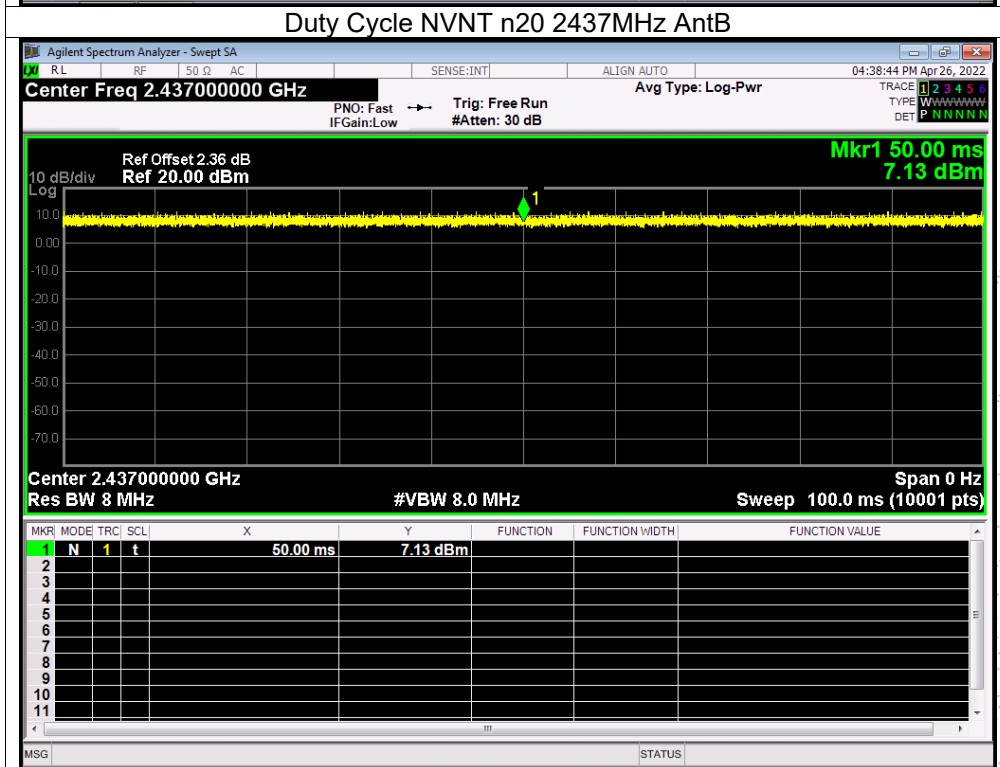 Duty Cycle NVNT n20 2437MHz AntB
Agilent Spectrum Analyzer - Swept SA
LXI RL RF 50 Ω AC SENSE:INT ALIGN AUTO 04:38:44 PM Apr 26, 2022
Center Freq 2.437000000 GHz Avg Type: Log-Pwr TRACE 1 2 3 4 5 6
PNO: Fast Trig: Free Run TYPE WWWWWW
IFGain:Low #Atten: 30 dB DET P N N N N N
Mkr1 50.00 ms
Ref Offset 2.36 dB
10 dB/div Ref 20.00 dBm 7.13 dBm
Log
1
10.0
0.00
-10.0
-20.0
-30.0
-40.0
-50.0
-60.0
-70.0
Center 2.437000000 GHz Span 0 Hz
Res BW 8 MHz #VBW 8.0 MHz Sweep 100.0 ms (10001 pts)
MKR MODE TRC SCL X Y FUNCTION FUNCTION WIDTH FUNCTION VALUE
1 N 1 t 50.00 ms 7.13 dBm
2
3
4
5
6
7
8
9
10
11
MSG STATUS